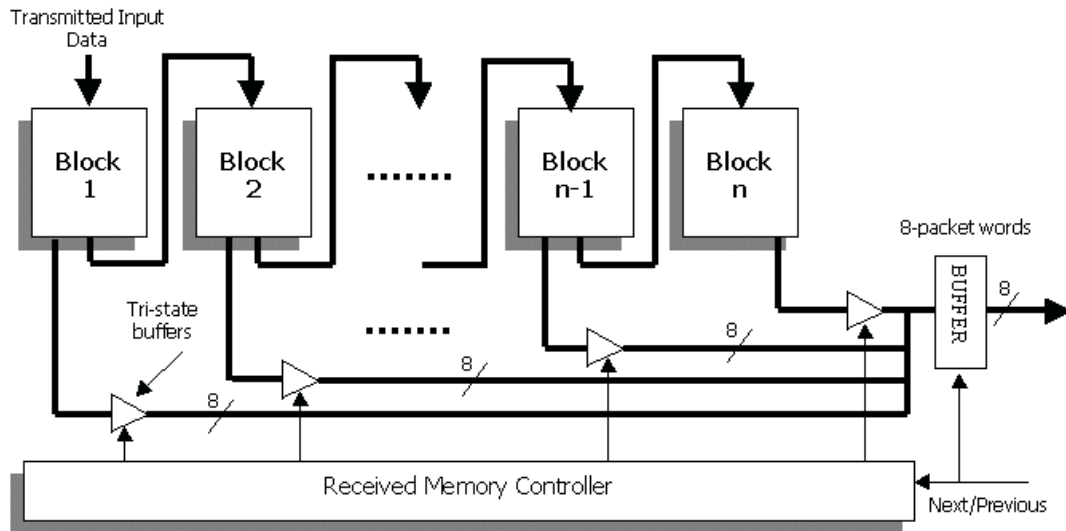 Transmitted Input
Data
Block
1
Block
2
.......
Block
n-1
Block
n
8-packet words
BUFFER
8
Tri-state
buffers
.......
8
8
8
Received Memory Controller
Next/Previous